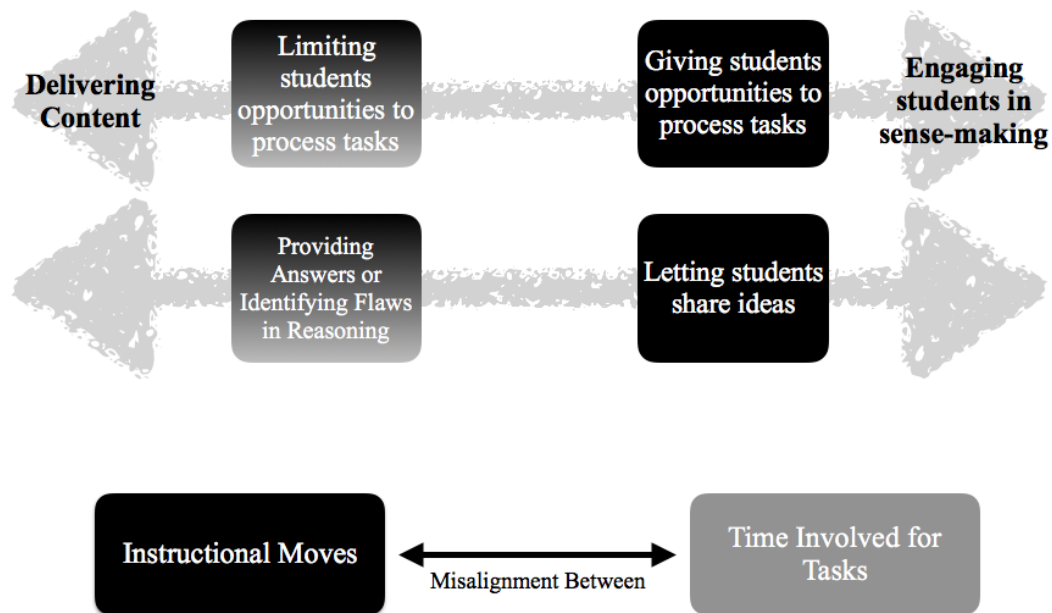 Delivering
Content
Limiting
students
opportunities to
process tasks
Giving students
opportunities to
process tasks
Engaging
students in
sense-making
Providing
Answers or
Identifying Flaws
in Reasoning
Letting students
share ideas
Instructional Moves
Misalignment Between
Time Involved for
Tasks